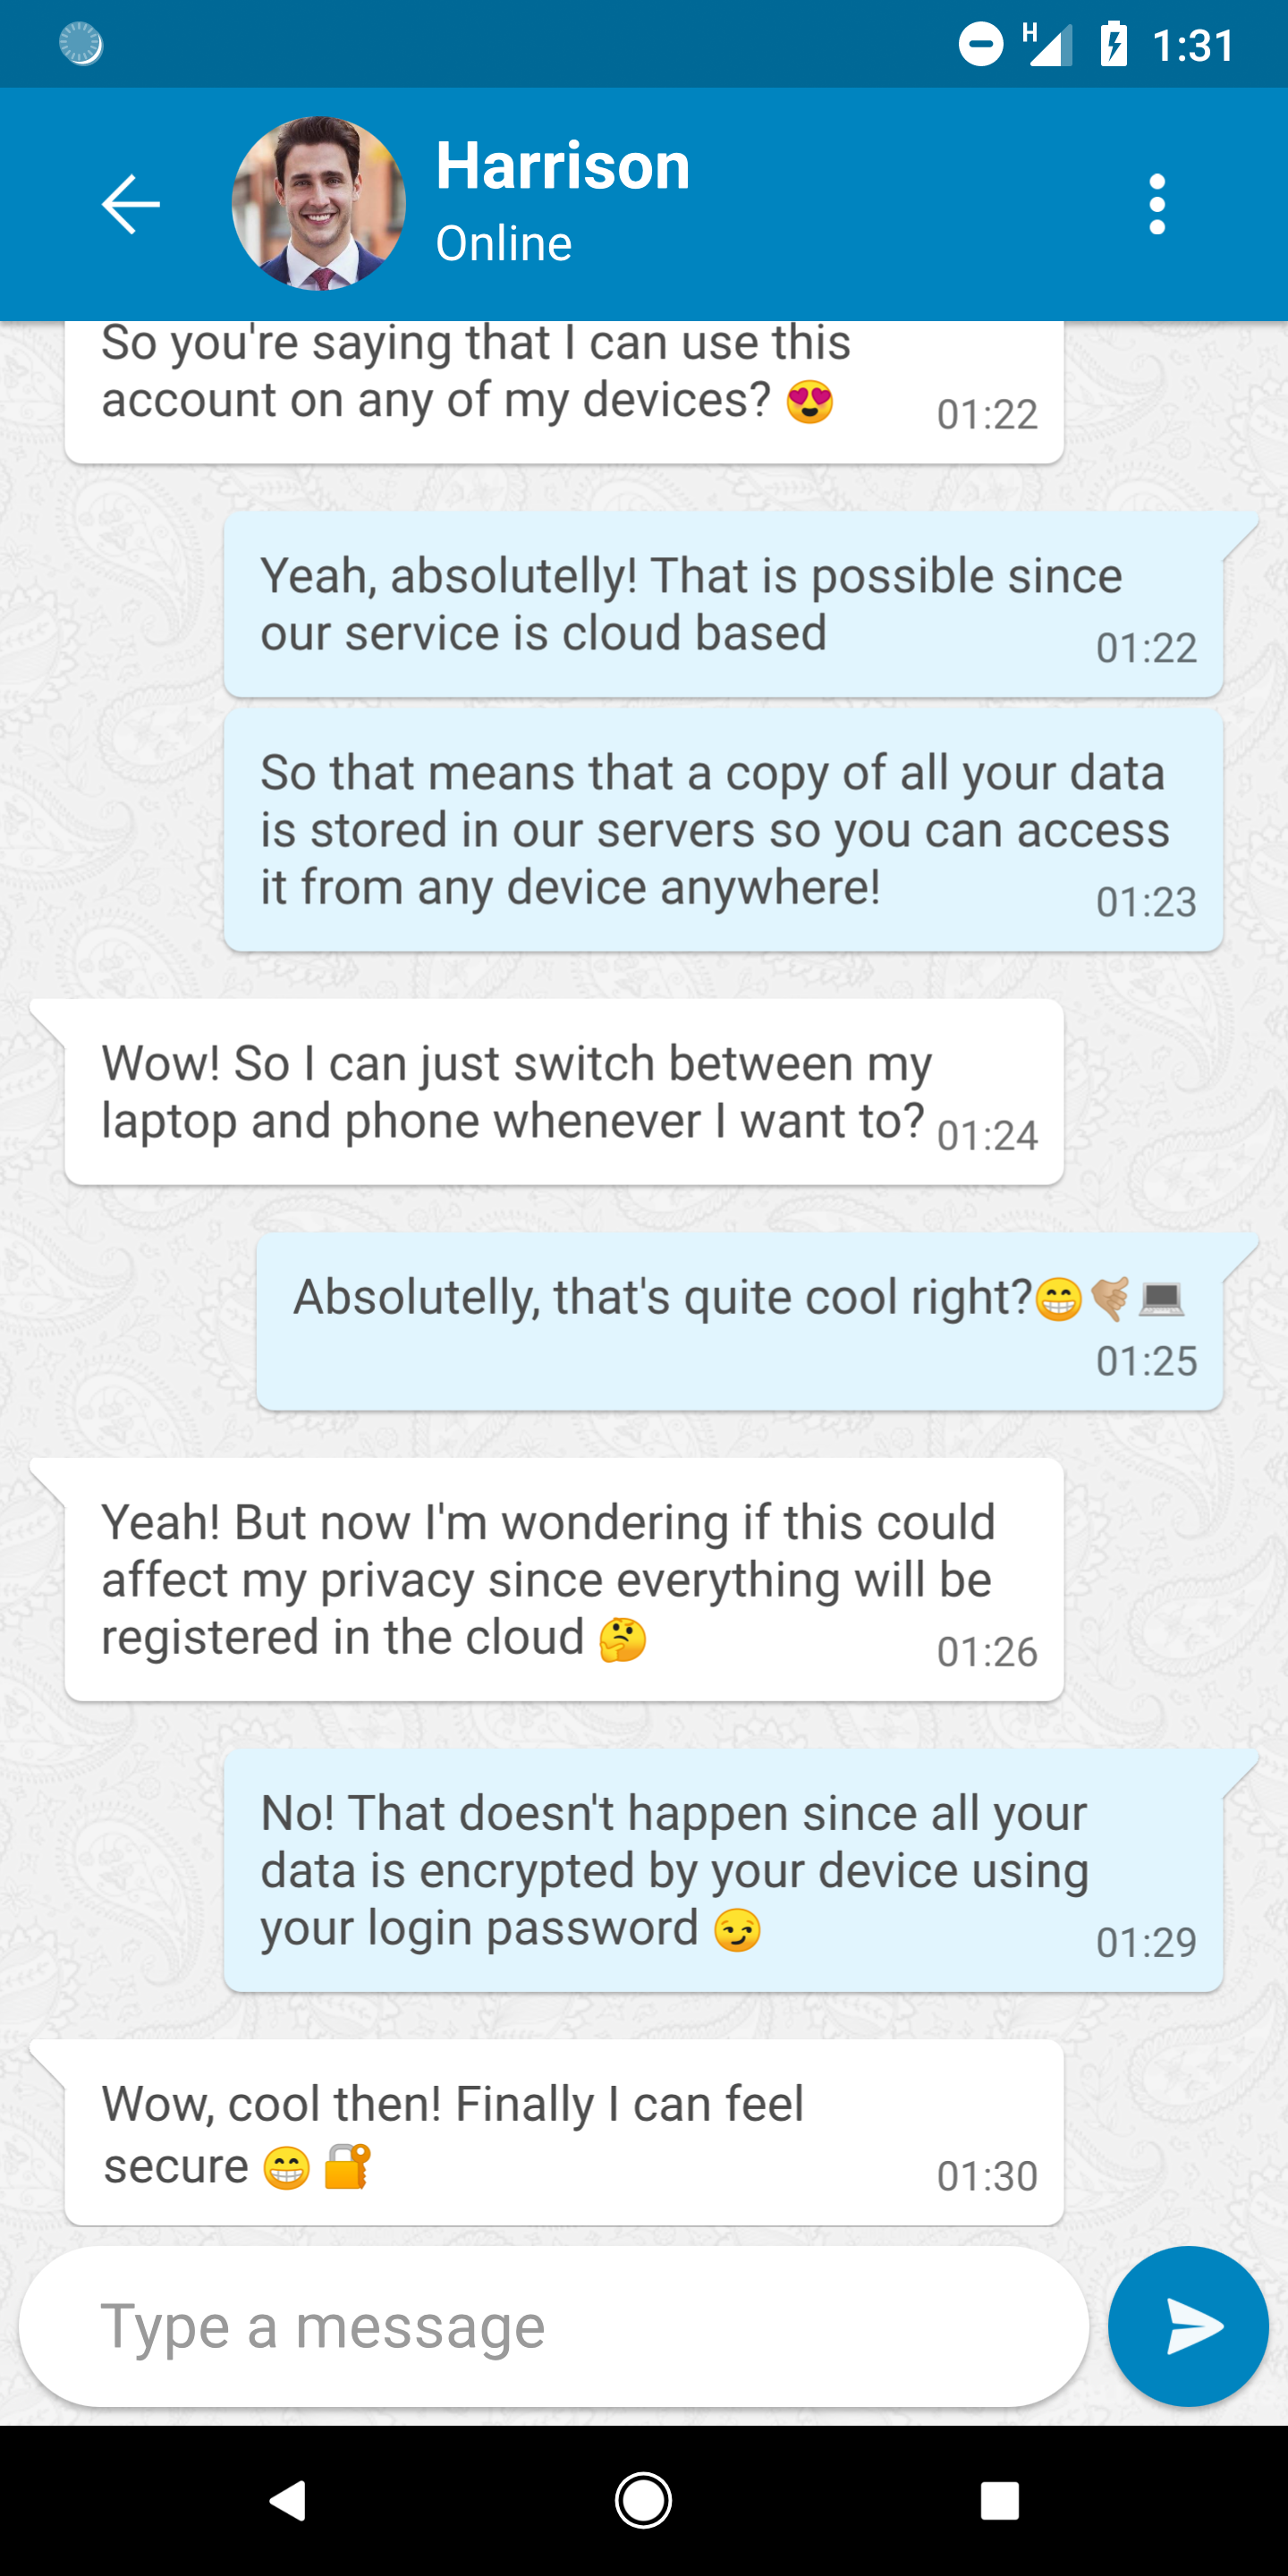 H 1:31
Harrison
Online
So you're saying that I can use this
account on any of my devices? 😍 01:22
Yeah, absolutelly! That is possible since
our service is cloud based 01:22
So that means that a copy of all your data
is stored in our servers so you can access
it from any device anywhere! 01:23
Wow! So I can just switch between my
laptop and phone whenever I want to? 01:24
Absolutelly, that's quite cool right?😁🤙🏼💻
01:25
Yeah! But now I'm wondering if this could
affect my privacy since everything will be
registered in the cloud 🤔 01:26
No! That doesn't happen since all your
data is encrypted by your device using
your login password 😏 01:29
Wow, cool then! Finally I can feel
secure 😁 🔐 01:30
Type a message